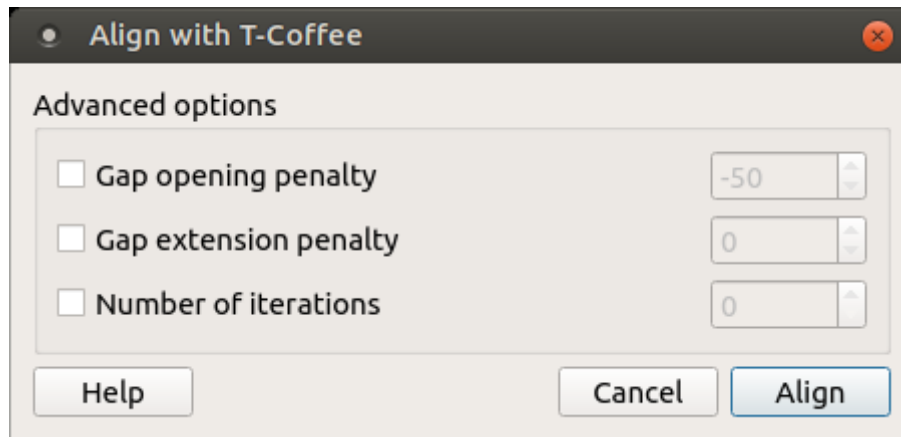 Align with T-Coffee
Advanced options
Gap opening penalty -50
Gap extension penalty 0
Number of iterations 0
Help Cancel Align